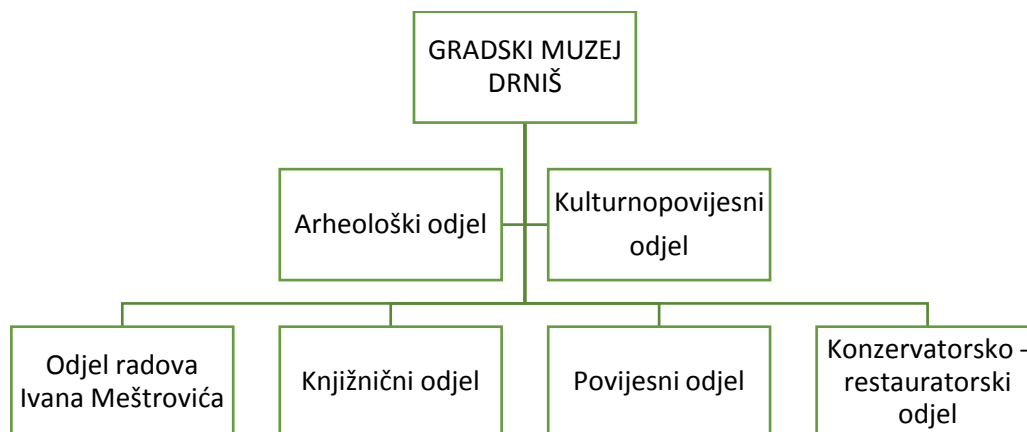 GRADSKI MUZEJ
DRNIŠ
Arheološki odjel
Kulturnopovijesni
odjel
Odjel radova
Ivana Meštrovića
Knjižnični odjel
Povijesni odjel
Konzervatorsko –
restauratorski
odjel